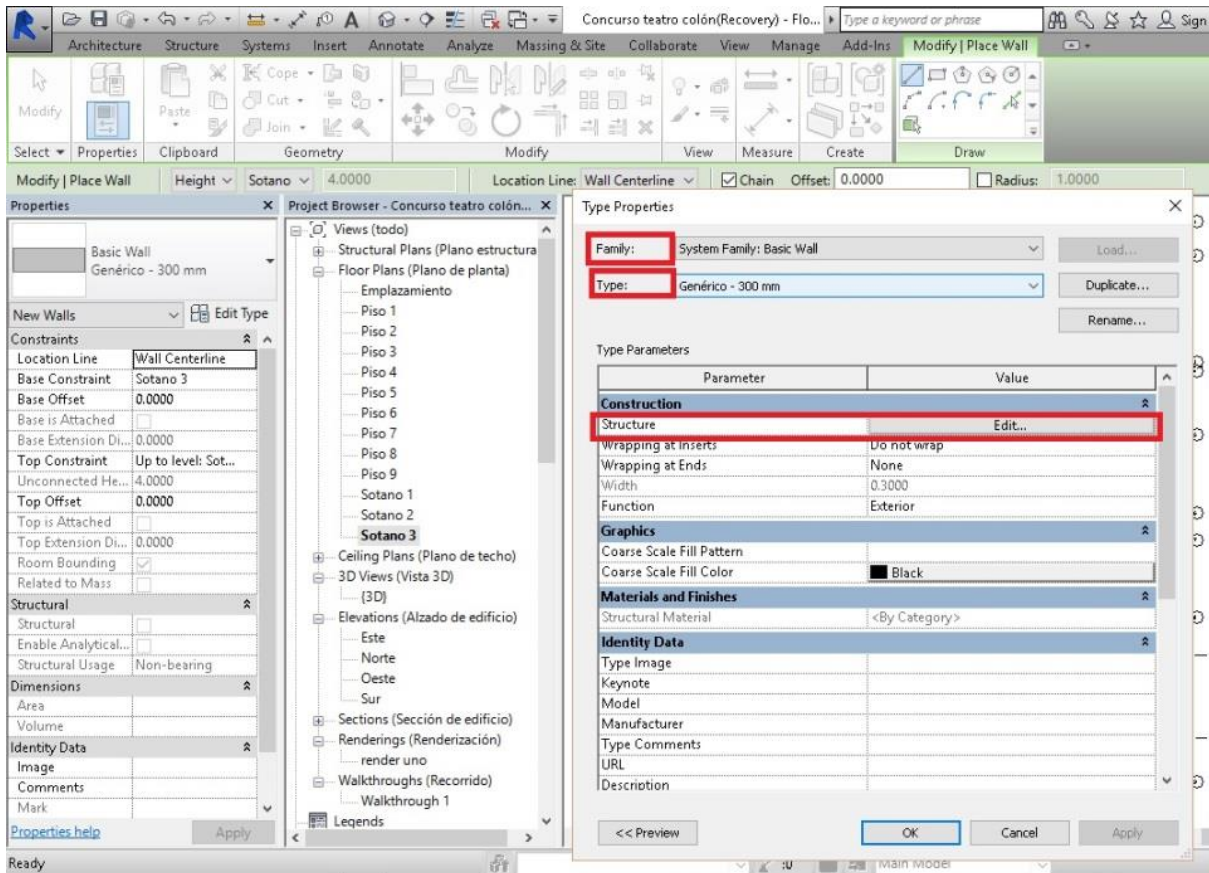 Concurso teatro colón(Recovery) - Flo...
Type a keyword or phrase
Sign
Architecture Structure Systems Insert Annotate Analyze Massing & Site Collaborate View Manage Add-Ins Modify | Place Wall
Modify
Paste
Cope
Cut
Join
Select Properties Clipboard Geometry Modify View Measure Create Draw
Modify | Place Wall Height Sotano 4.0000 Location Line: Wall Centerline Chain Offset: 0.0000 Radius: 1.0000
Properties
Basic Wall
Genérico - 300 mm
New Walls Edit Type
Constraints
Location Line Wall Centerline
Base Constraint Sotano 3
Base Offset 0.0000
Base is Attached
Base Extension Di... 0.0000
Top Constraint Up to level: Sot...
Unconnected He... 4.0000
Top Offset 0.0000
Top is Attached
Top Extension Di... 0.0000
Room Bounding
Related to Mass
Structural
Structural
Enable Analytical...
Structural Usage Non-bearing
Dimensions
Area
Volume
Identity Data
Image
Comments
Mark
Properties help Apply
Ready
Project Browser - Concurso teatro colón...
Views (todo)
Structural Plans (Plano estructura
Floor Plans (Plano de planta)
Emplazamiento
Piso 1
Piso 2
Piso 3
Piso 4
Piso 5
Piso 6
Piso 7
Piso 8
Piso 9
Sotano 1
Sotano 2
Sotano 3
Ceiling Plans (Plano de techo)
3D Views (Vista 3D)
{3D}
Elevations (Alzado de edificio)
Este
Norte
Oeste
Sur
Sections (Sección de edificio)
Renderings (Renderización)
render uno
Walkthroughs (Recorrido)
Walkthrough 1
Legends
Type Properties
Family: System Family: Basic Wall Load...
Type: Genérico - 300 mm Duplicate...
Rename...
Type Parameters
Parameter Value
Construction
Structure Edit...
Wrapping at Inserts Do not wrap
Wrapping at Ends None
Width 0.3000
Function Exterior
Graphics
Coarse Scale Fill Pattern
Coarse Scale Fill Color Black
Materials and Finishes
Structural Material <By Category>
Identity Data
Type Image
Keynote
Model
Manufacturer
Type Comments
URL
Description
<< Preview OK Cancel Apply
:0 Main Model